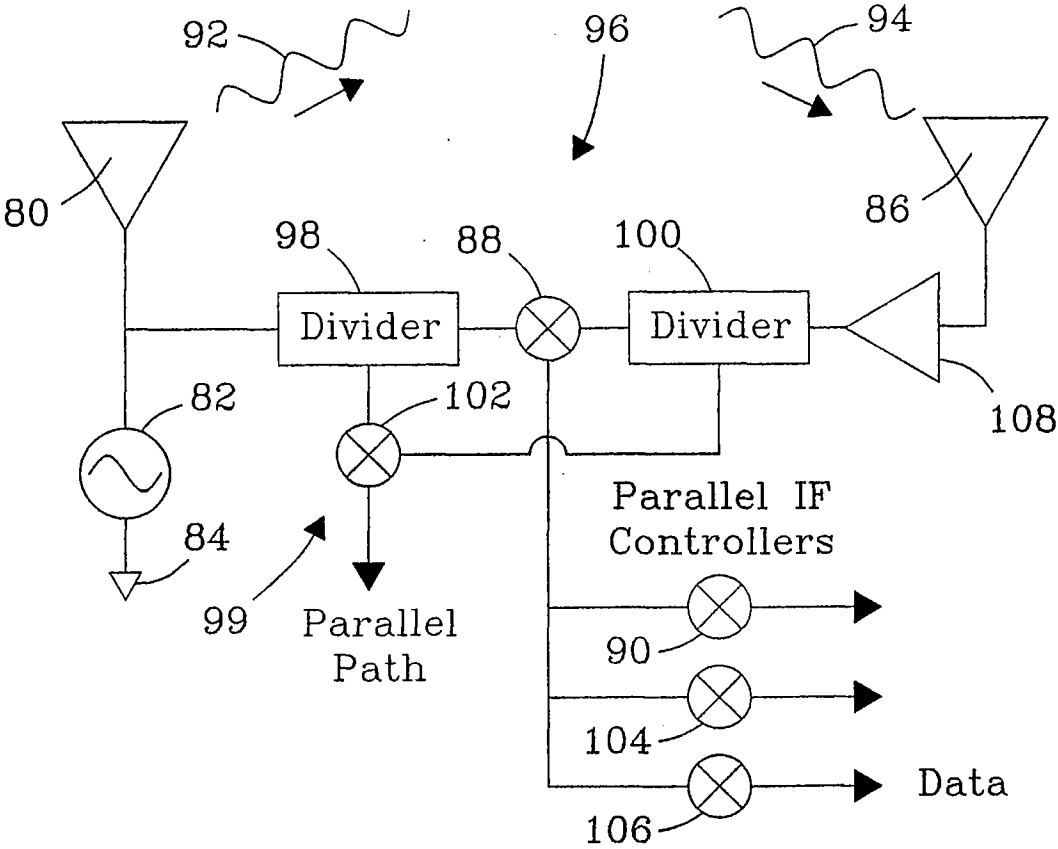 92
96
94
80
86
98
88
100
Divider
Divider
82
102
108
Parallel IF
Controllers
84
99
Parallel
Path
90
104
Data
106